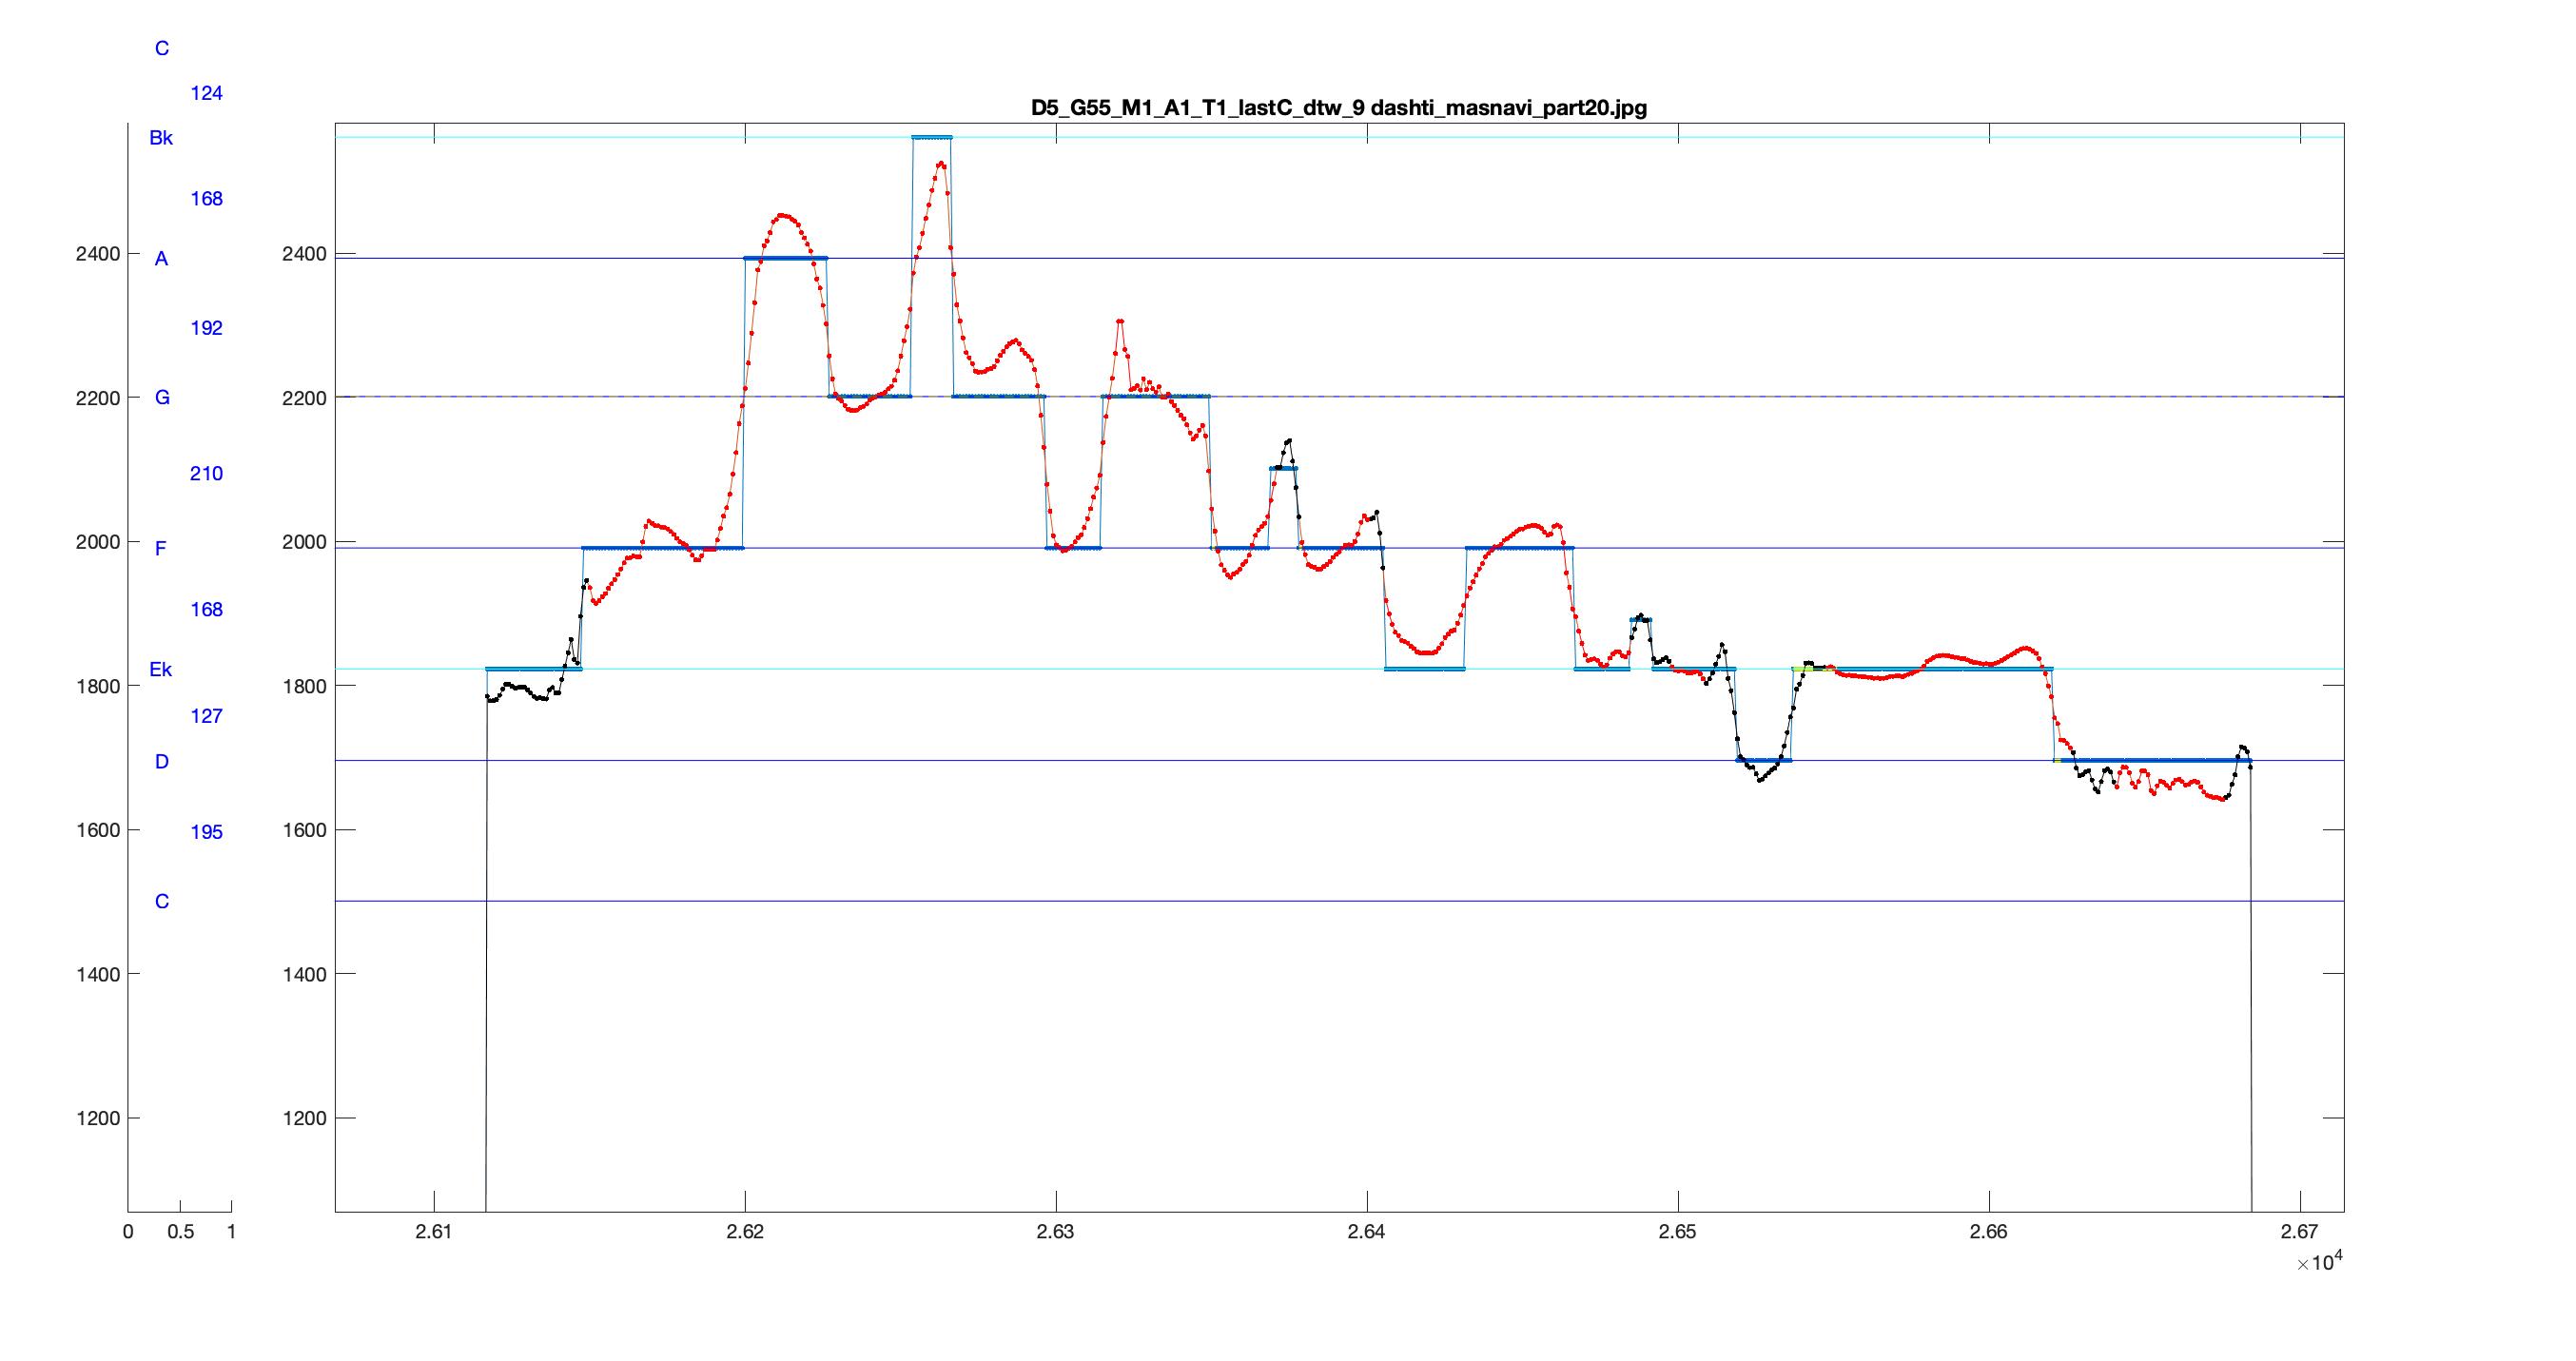 C
124
D5_G55_M1_A1_T1_lastC_dtw_9 dashti_masnavi_part20.jpg
Bk
168
2400 A 2400
192
2200 G 2200
210
2000 F 2000
168
Ek
1800 1800
127
D
1600 195 1600
C
1400 1400
1200 1200
0 0.5 1 2.61 2.62 2.63 2.64 2.65 2.66 2.67
×10^4